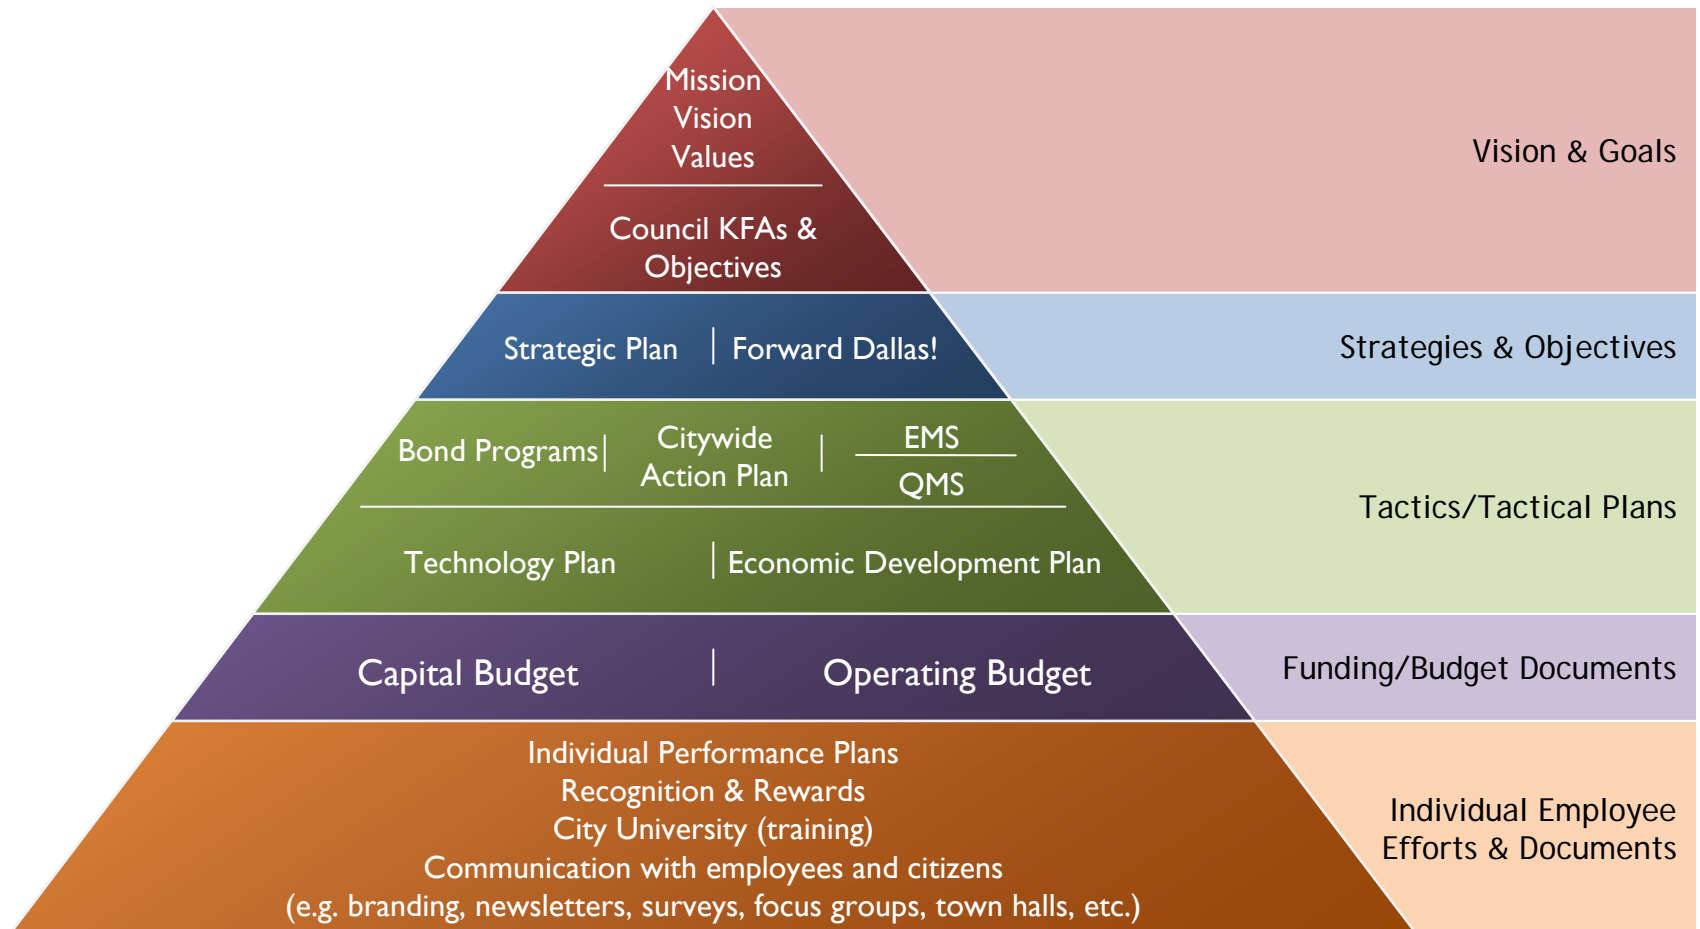 Mission
Vision
Values
Council KFAs &
Objectives
Vision & Goals
Strategic Plan
Forward Dallas!
Strategies & Objectives
Bond Programs
Citywide
Action Plan
EMS
QMS
Technology Plan
Economic Development Plan
Tactics/Tactical Plans
Capital Budget
Operating Budget
Funding/Budget Documents
Individual Performance Plans
Recognition & Rewards
City University (training)
Communication with employees and citizens
(e.g. branding, newsletters, surveys, focus groups, town halls, etc.)
Individual Employee
Efforts & Documents